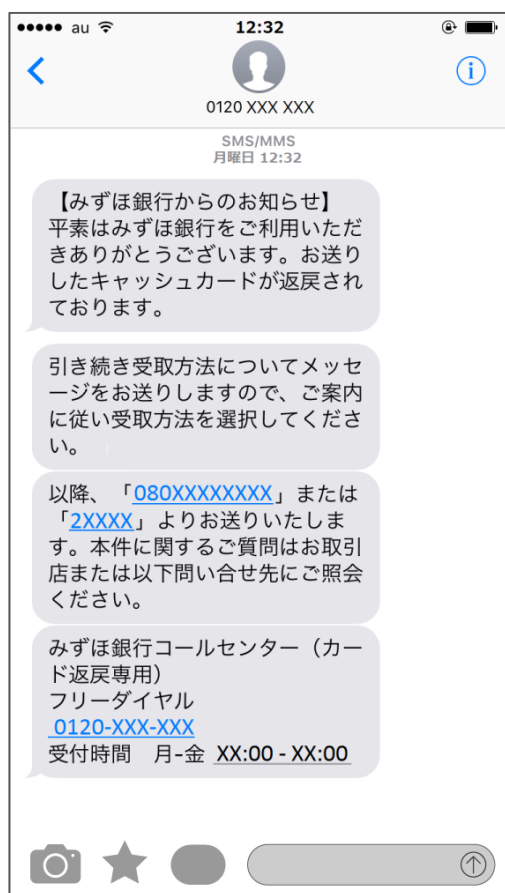 au
12:32
0120 XXX XXX
SMS/MMS
月曜日 12:32
【みずほ銀行からのお知らせ】
平素はみずほ銀行をご利用いただ
きありがとうございます。お送り
したキャッシュカードが返戻され
ております。
引き続き受取方法についてメッセ
ージをお送りしますので、ご案内
に従い受取方法を選択してくださ
い。
以降、「080XXXXXXXX」または
「2XXXX」よりお送りいたしま
す。本件に関するご質問はお取引
店または以下問い合せ先にご照会
ください。
みずほ銀行コールセンター（カー
ド返戻専用）
フリーダイヤル
0120-XXX-XXX
受付時間　月-金 XX:00 - XX:00